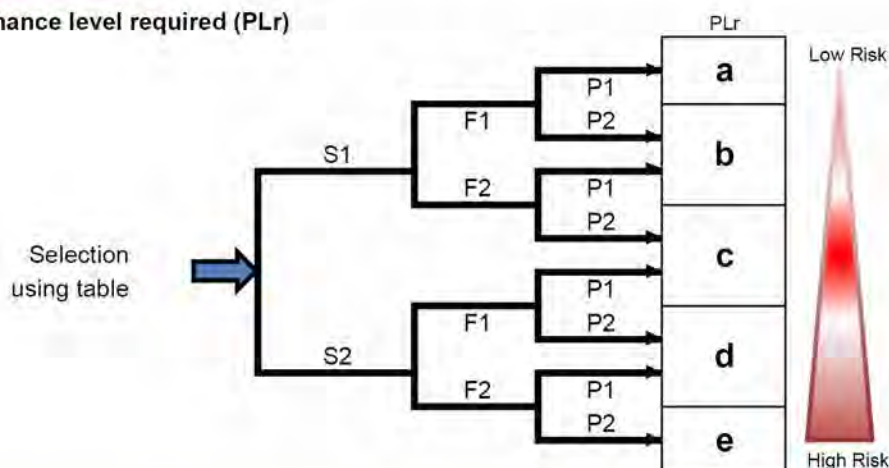 mance level required (PLr)
PLr
Low Risk
a
P1
F1
P2
b
S1
P1
F2
P2
c
Selection
using table
P1
F1
P2
d
S2
P1
F2
P2
e
High Risk